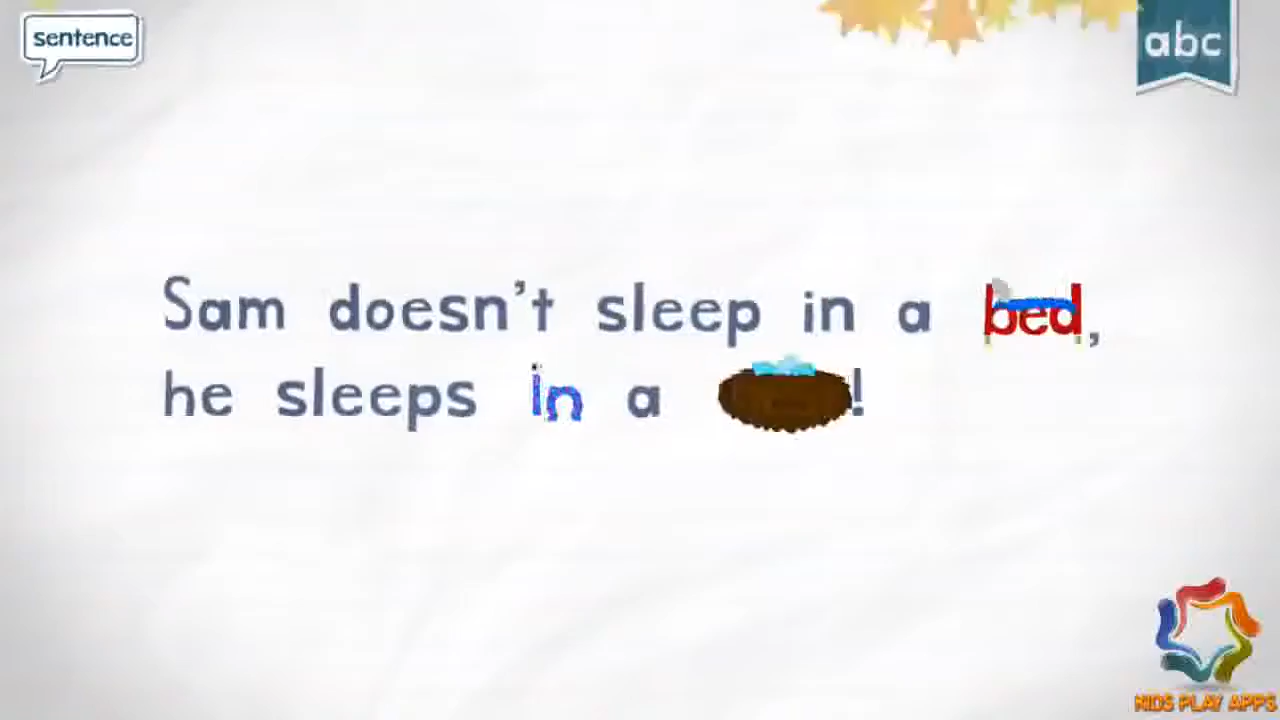 sentence
abc
Sam doesn't sleep in a bed,
he sleeps in a !
KIDS PLAY APPS